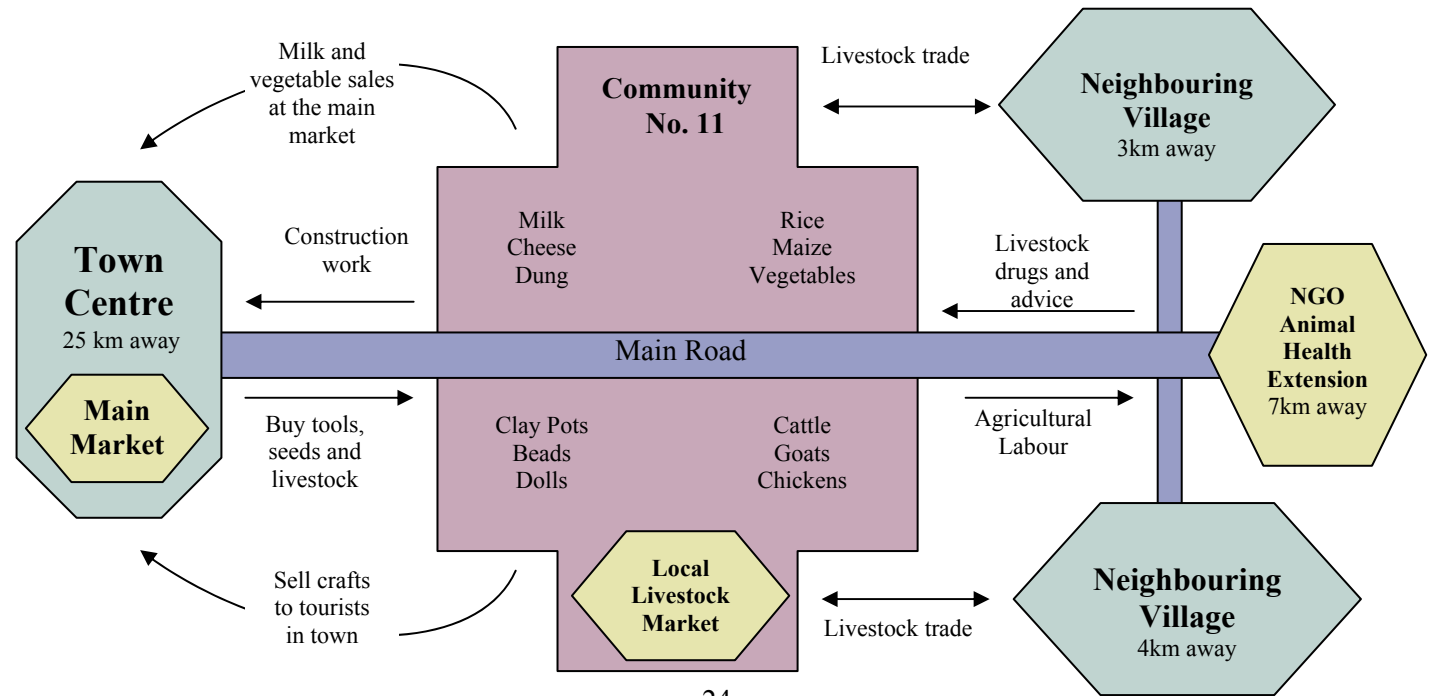 Milk and
vegetable sales
at the main
market
Community
No. 11
Livestock trade
Neighbouring
Village
3km away
Town
Centre
25 km away
Main
Market
Construction
work
Milk
Cheese
Dung
Rice
Maize
Vegetables
Livestock
drugs and
advice
NGO
Animal
Health
Extension
7km away
Main Road
Buy tools,
seeds and
livestock
Clay Pots
Beads
Dolls
Cattle
Goats
Chickens
Agricultural
Labour
Sell crafts
to tourists
in town
Local
Livestock
Market
Livestock trade
Neighbouring
Village
4km away